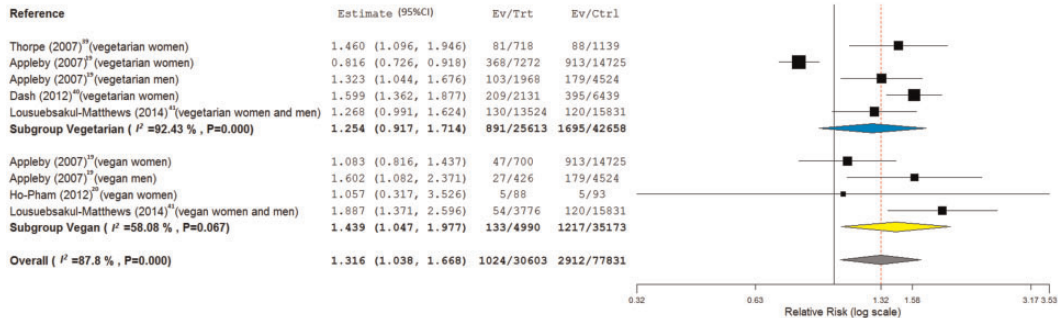 Reference Estimate (95%CI) Ev/Trt Ev/Ctrl
Thorpe (2007)³⁹(vegetarian women) 1.460 (1.096, 1.946) 81/718 88/1139
Appleby (2007)¹⁹(vegetarian women) 0.816 (0.726, 0.918) 368/7272 913/14725
Appleby (2007)¹⁹(vegetarian men) 1.323 (1.044, 1.676) 103/1968 179/4524
Dash (2012)⁴⁰(vegetarian women) 1.599 (1.362, 1.877) 209/2131 395/6439
Lousuebsakul-Matthews (2014)⁴¹(vegetarian women and men) 1.268 (0.991, 1.624) 130/13524 120/15831
Subgroup Vegetarian ( I² =92.43 % , P=0.000) 1.254 (0.917, 1.714) 891/25613 1695/42658
Appleby (2007)¹⁹(vegan women) 1.083 (0.816, 1.437) 47/700 913/14725
Appleby (2007)¹⁹(vegan men) 1.602 (1.082, 2.371) 27/426 179/4524
Ho-Pham (2012)²⁰(vegan women) 1.057 (0.317, 3.526) 5/88 5/93
Lousuebsakul-Matthews (2014)⁴¹(vegan women and men) 1.887 (1.371, 2.596) 54/3776 120/15831
Subgroup Vegan ( I² =58.08 % , P=0.067) 1.439 (1.047, 1.977) 133/4990 1217/35173
Overall ( I² =87.8 % , P=0.000) 1.316 (1.038, 1.668) 1024/30603 2912/77831
0.32 0.63 1.32 1.58 3.17 3.53
Relative Risk (log scale)